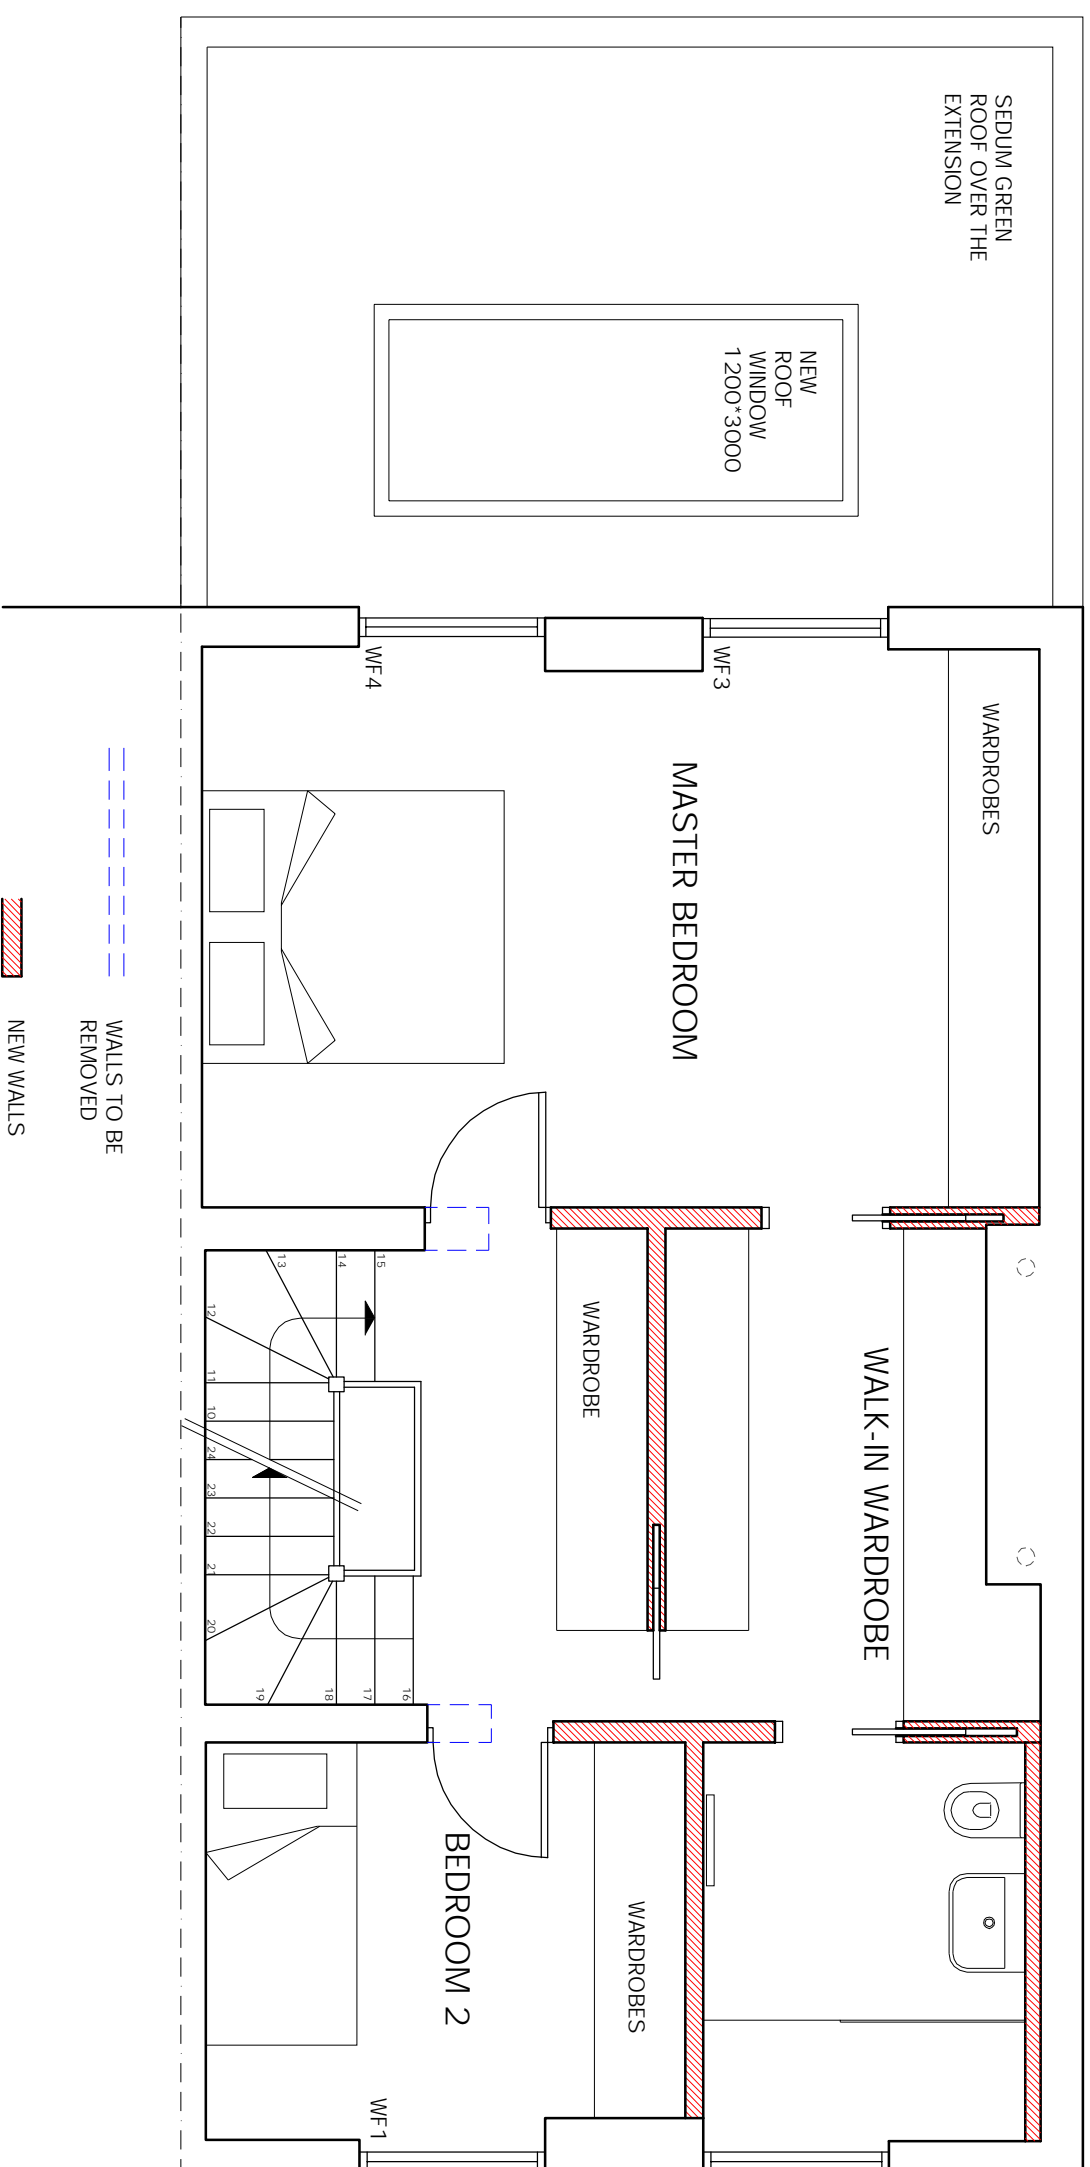 SEDUM GREEN
ROOF OVER THE
EXTENSION
NEW
ROOF
WINDOW
1200*3000
WF3
WF4
WARDROBES
MASTER BEDROOM
WALLS TO BE
REMOVED
NEW WALLS
WALK-IN WARDROBE
WARDROBE
15
14
13
12
11
10
24
23
22
21
20
19
18
17
16
BEDROOM 2
WARDROBES
WF1